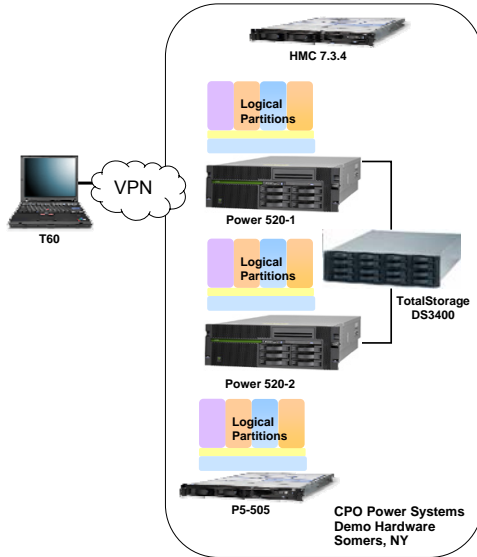 HMC 7.3.4
Logical
Partitions
VPN
Power 520-1
T60
Logical
Partitions
TotalStorage
DS3400
Power 520-2
Logical
Partitions
P5-505
CPO Power Systems
Demo Hardware
Somers, NY